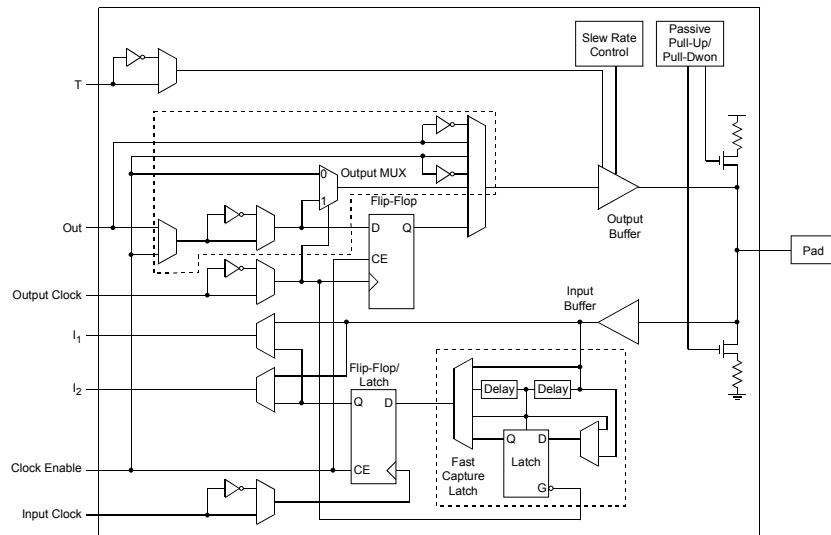 Slew Rate
Control
Passive
Pull-Up/
Pull-Dwon
T
0
Output MUX
1
Flip-Flop
Out
D
Q
CE
Output
Buffer
Pad
Output Clock
Input
Buffer
I1
Flip-Flop/
Latch
Delay
Delay
I2
Q
D
Q
D
Latch
Fast
Capture
Latch
Clock Enable
CE
G
Input Clock